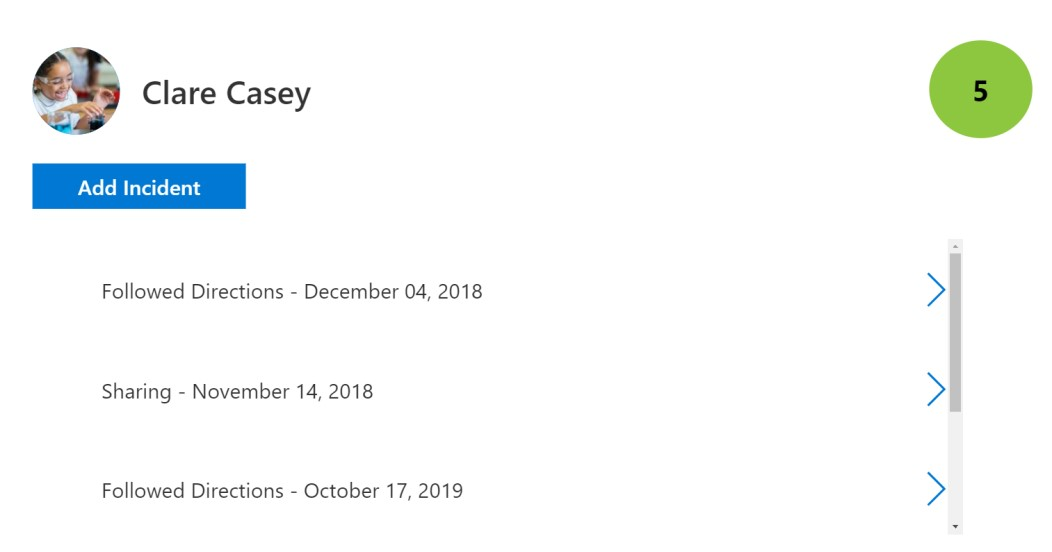 Clare Casey
5
Add Incident
Followed Directions - December 04, 2018
Sharing - November 14, 2018
Followed Directions - October 17, 2019